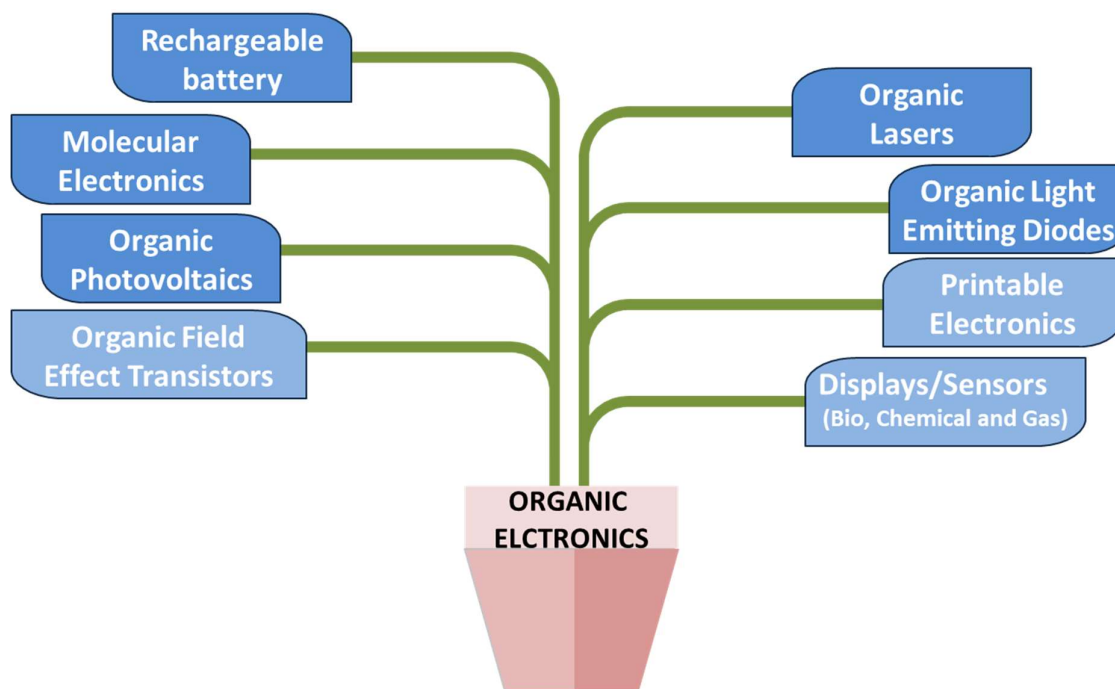 Rechargeable
battery
Molecular
Electronics
Organic
Photovoltaics
Organic Field
Effect Transistors
Organic
Lasers
Organic Light
Emitting Diodes
Printable
Electronics
Displays/Sensors
(Bio, Chemical and Gas)
ORGANIC
ELCTRONICS